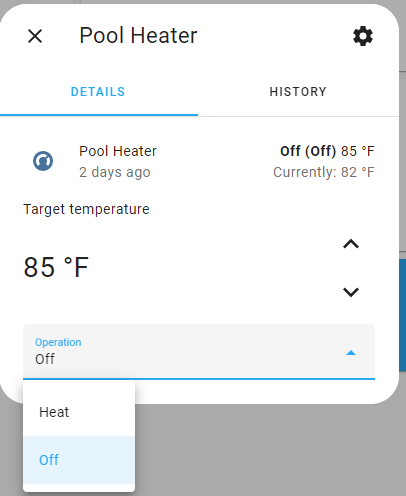 Pool Heater
DETAILS
HISTORY
Pool Heater
Off (Off) 85 °F
2 days ago
Currently: 82 °F
Target temperature
85 °F
Operation
Off
Heat
Off